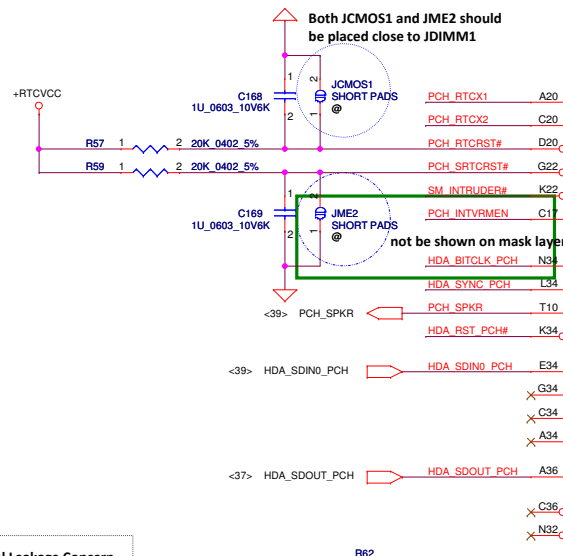 Both JCMOS1 and JME2 should
be placed close to JDIMM1
+RTCVCC
C168
1U_0603_10V6K
1
2
2
1
JCMOS1
SHORT PADS
@
PCH_RTCX1 A20
PCH_RTCX2 C20
R57 1 2 20K_0402_5%
PCH_RTCRST# D20
R59 1 2 20K_0402_5%
PCH_SRTCRST# G22
SM_INTRUDER# K22
C169
1U_0603_10V6K
1
2
2
1
JME2
SHORT PADS
@
PCH_INTVRMEN C17
not be shown on mask layer
HDA_BITCLK_PCH N34
HDA_SYNC_PCH L34
<39> PCH_SPKR PCH_SPKR T10
HDA_RST_PCH# K34
<39> HDA_SDIN0_PCH HDA_SDIN0_PCH E34
G34
C34
A34
<37> HDA_SDOUT_PCH HDA_SDOUT_PCH A36
C36
N32
Leakage Concern
R62